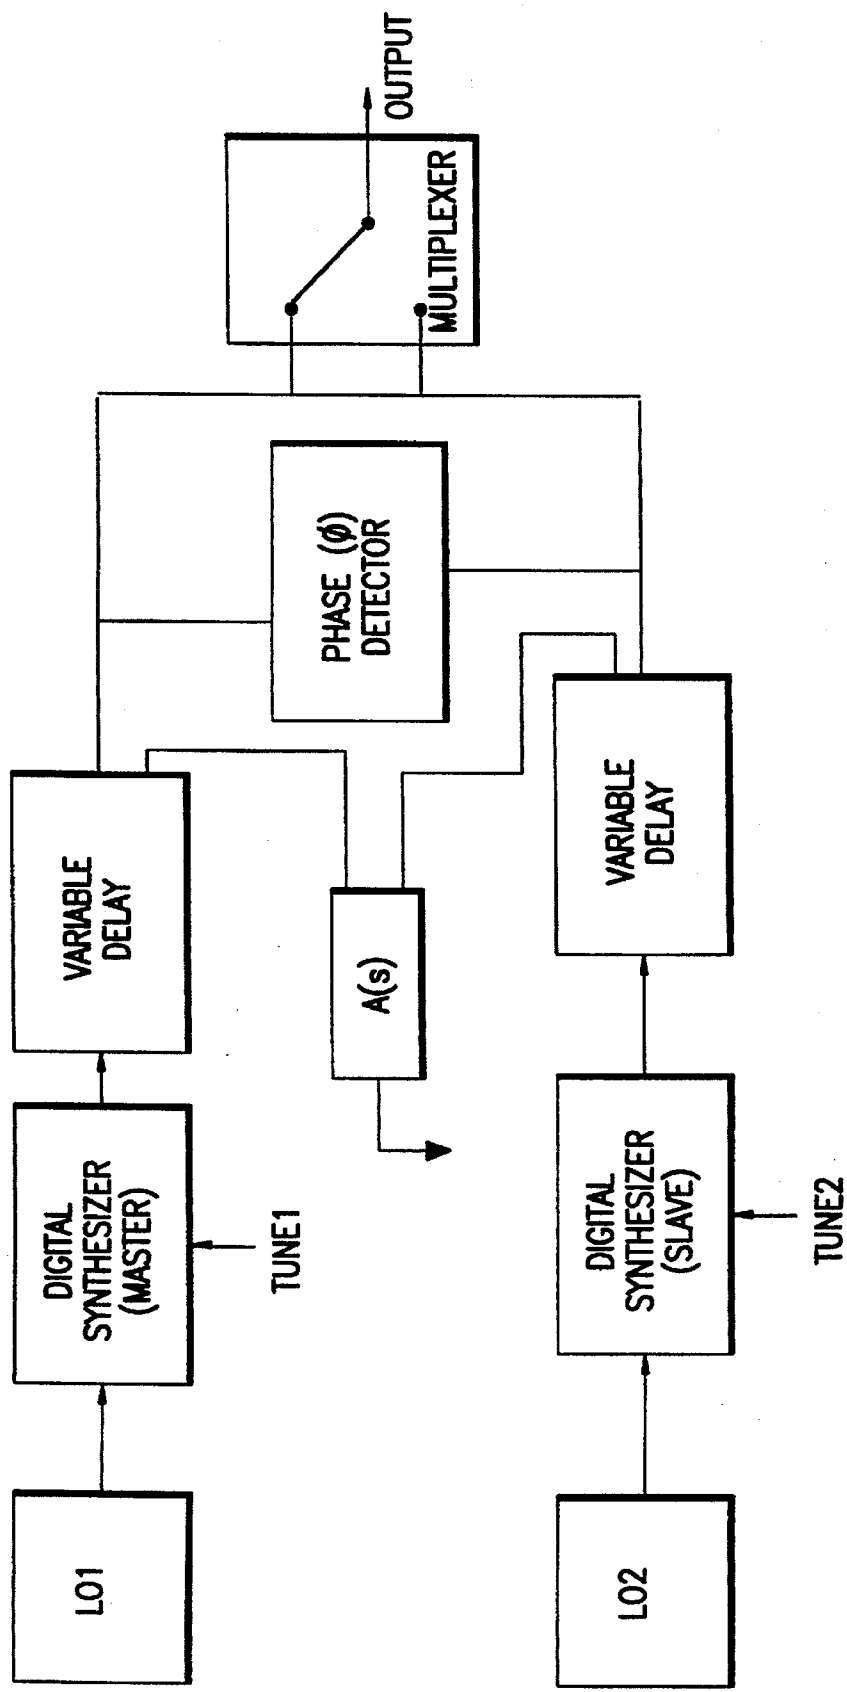 LO1
DIGITAL
SYNTHESIZER
(MASTER)
TUNE1
VARIABLE
DELAY
A(s)
PHASE (Ø)
DETECTOR
MULTIPLEXER
OUTPUT
LO2
DIGITAL
SYNTHESIZER
(SLAVE)
TUNE2
VARIABLE
DELAY